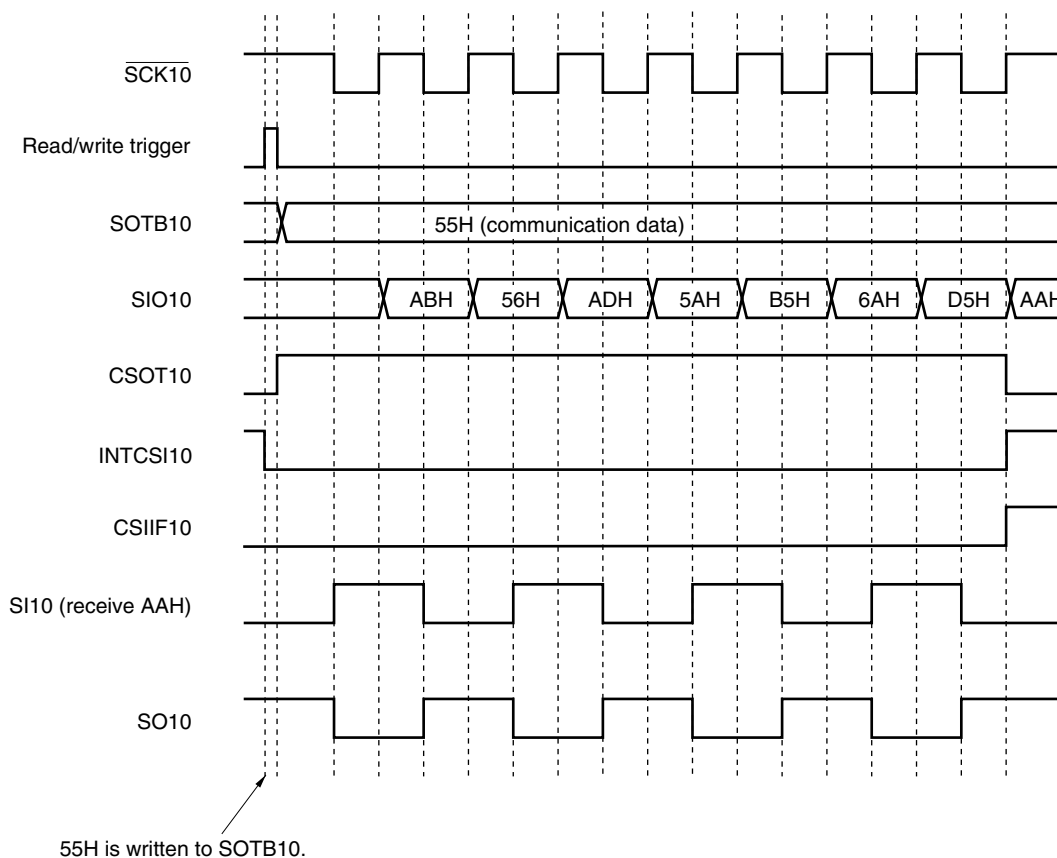 SCK10
Read/write trigger
SOTB10
55H (communication data)
SIO10
ABH
56H
ADH
5AH
B5H
6AH
D5H
AAH
CSOT10
INTCSI10
CSIIF10
SI10 (receive AAH)
SO10
55H is written to SOTB10.